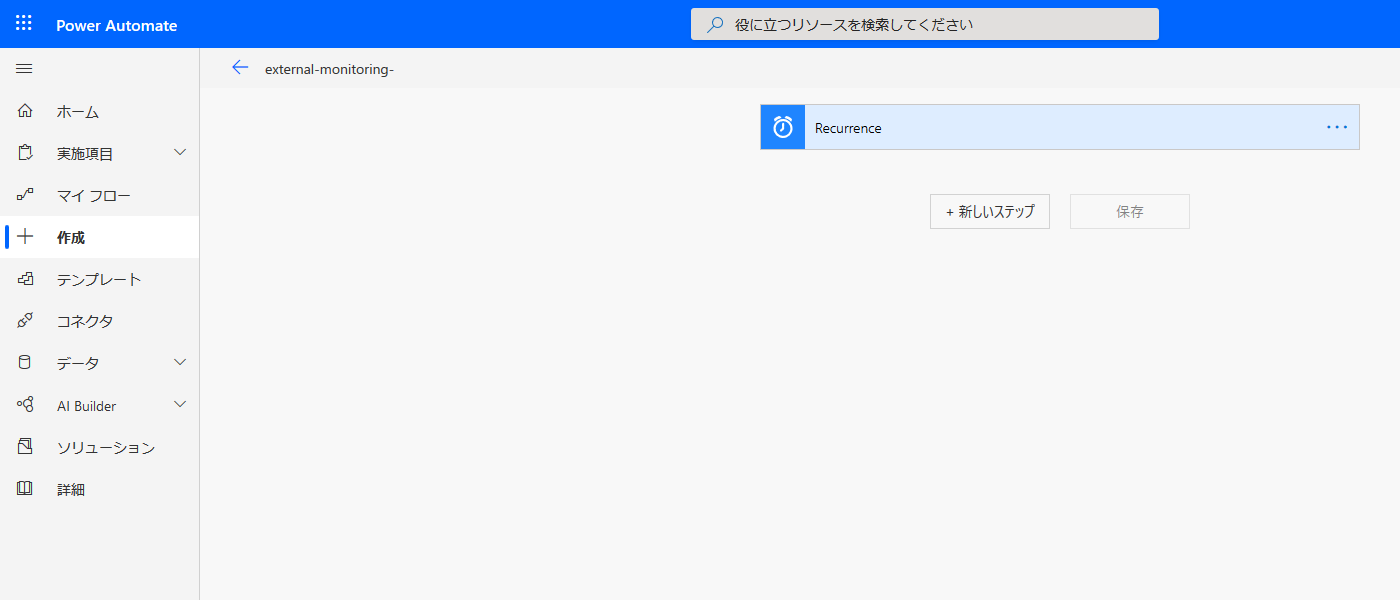 Power Automate
役に立つリソースを検索してください
external-monitoring-
ホーム
実施項目
マイ フロー
作成
テンプレート
コネクタ
データ
AI Builder
ソリューション
詳細
Recurrence
+ 新しいステップ
保存